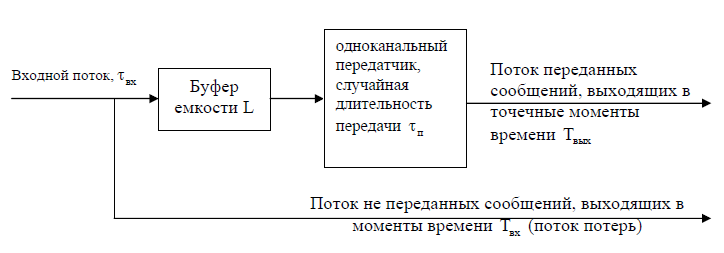 Входной поток, τвх
Буфер
емкости L
одноканальный
передатчик,
случайная
длительность
передачи τп
Поток переданных
сообщений, выходящих в
точечные моменты
времени Tвых
Поток не переданных сообщений, выходящих в
моменты времени Tвх (поток потерь)